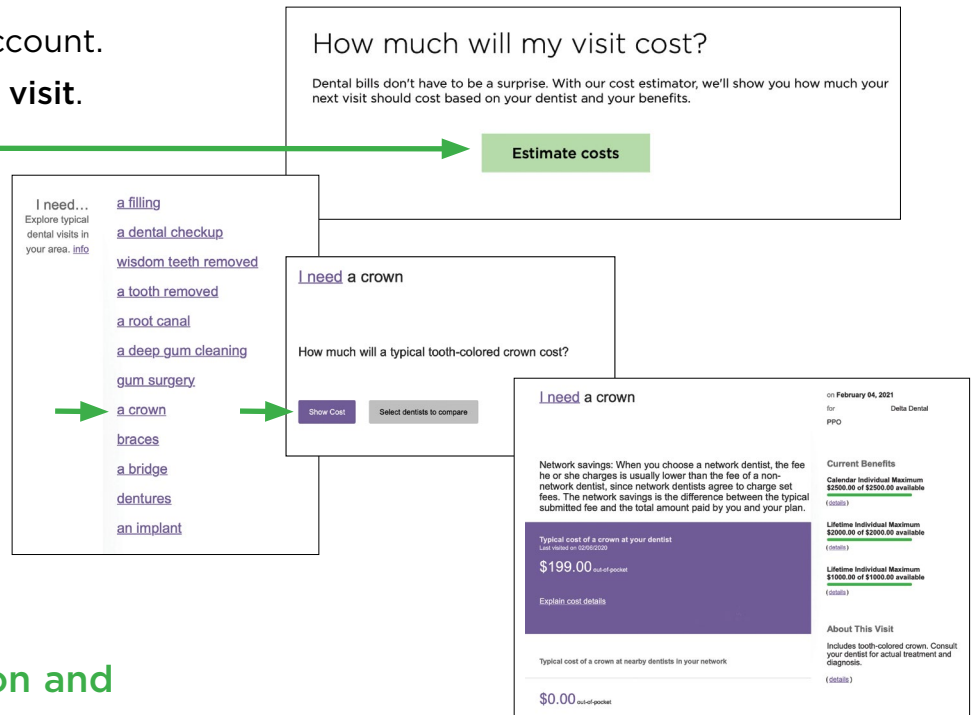 ccount.
visit.
How much will my visit cost?
Dental bills don't have to be a surprise. With our cost estimator, we'll show you how much your
next visit should cost based on your dentist and your benefits.
Estimate costs
I need...
Explore typical
dental visits in
your area. info
a filling
a dental checkup
wisdom teeth removed
a tooth removed
a root canal
a deep gum cleaning
gum surgery
a crown
braces
a bridge
dentures
an implant
I need a crown
How much will a typical tooth-colored crown cost?
Show Cost
Select dentists to compare
I need a crown
Network savings: When you choose a network dentist, the fee
he or she charges is usually lower than the fee of a non-
network dentist, since network dentists agree to charge set
fees. The network savings is the difference between the typical
submitted fee and the total amount paid by you and your plan.
Typical cost of a crown at your dentist
Last visited on 02/06/2020
$199.00 out-of-pocket
Explain cost details
Typical cost of a crown at nearby dentists in your network
$0.00 out-of-pocket
on February 04, 2021
for Delta Dental
PPO
Current Benefits
Calendar Individual Maximum
$2500.00 of $2500.00 available
(details)
Lifetime Individual Maximum
$2000.00 of $2000.00 available
(details)
Lifetime Individual Maximum
$1000.00 of $1000.00 available
(details)
About This Visit
Includes tooth-colored crown. Consult
your dentist for actual treatment and
diagnosis.
(details)
on and